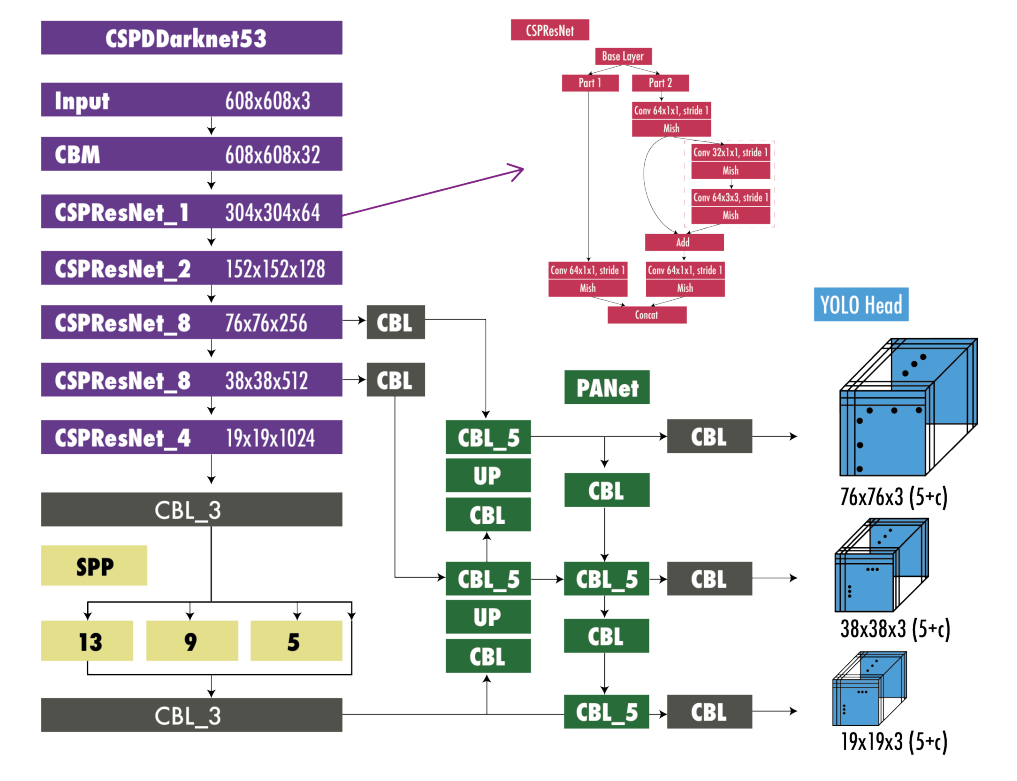 CSPDDarknet53
Input 608x608x3
CBM 608x608x32
CSPResNet_1 304x304x64
CSPResNet_2 152x152x128
CSPResNet_8 76x76x256
CBL
CSPResNet_8 38x38x512
CBL
CSPResNet_4 19x19x1024
CBL_3
SPP
13 9 5
CBL_3
CSPResNet
Base Layer
Part 1 Part 2
Conv 64x1x1, stride 1
Mish
Conv 32x1x1, stride 1
Mish
Conv 64x3x3, stride 1
Mish
Add
Conv 64x1x1, stride 1 Conv 64x1x1, stride 1
Mish Mish
Concat
PANet
CBL_5
UP
CBL
CBL_5
UP
CBL
CBL
CBL_5
CBL
CBL_5
CBL
CBL
CBL
YOLO Head
76x76x3 (5+c)
38x38x3 (5+c)
19x19x3 (5+c)